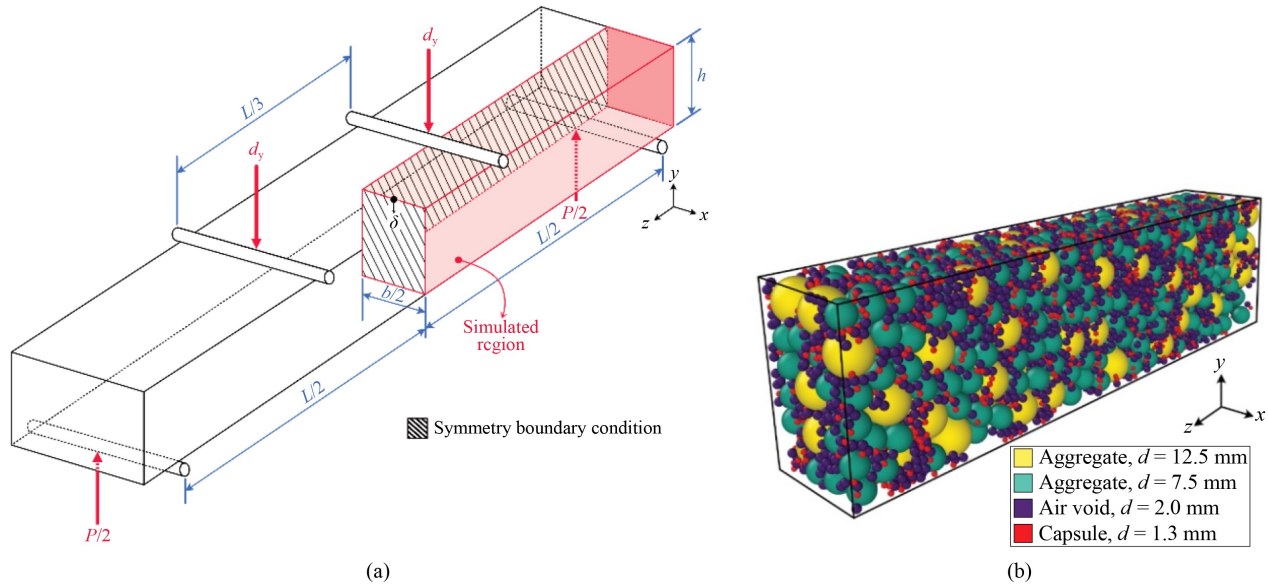 d_y
L/3
d_y
h
y
x
z
P/2
δ
L/2
b/2
Simulated
region
L/2
Symmetry boundary condition
P/2
(a)
y
x
z
Aggregate, d = 12.5 mm
Aggregate, d = 7.5 mm
Air void, d = 2.0 mm
Capsule, d = 1.3 mm
(b)